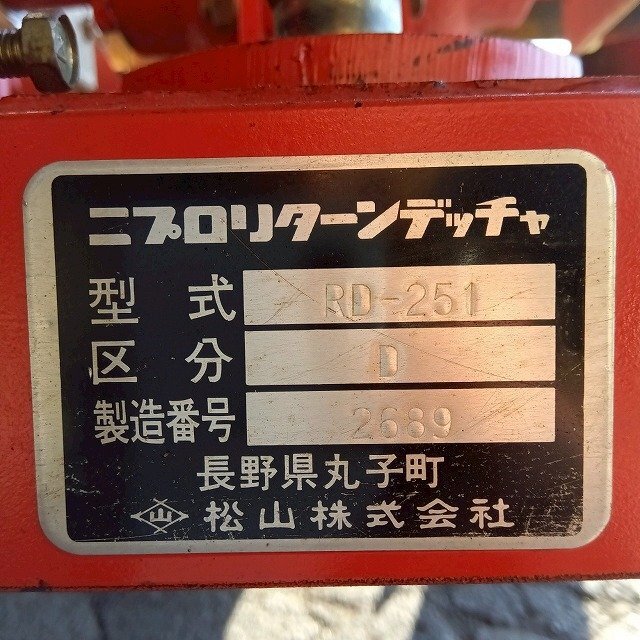 ニプロリターンデッチャ
型式 RD-251
区分 D
製造番号 2689
長野県丸子町
山 松山株式会社